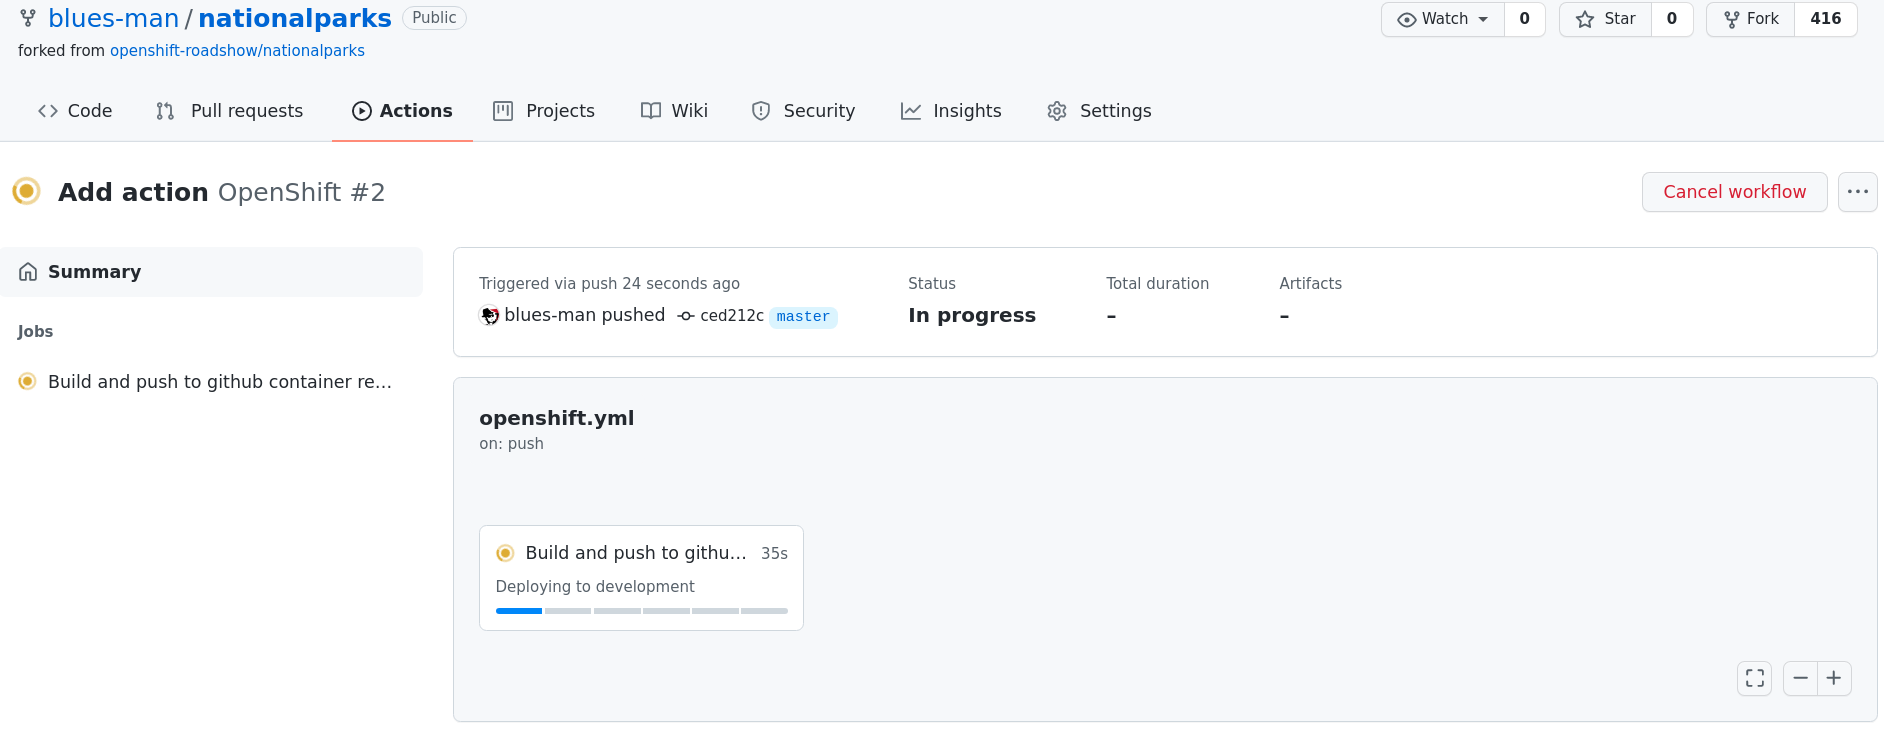 blues-man / nationalparks Public Watch 0 Star 0 Fork 416
forked from openshift-roadshow/nationalparks
Code Pull requests Actions Projects Wiki Security Insights Settings
Add action OpenShift #2 Cancel workflow ...
Summary
Jobs
Build and push to github container re...
Triggered via push 24 seconds ago Status Total duration Artifacts
blues-man pushed ced212c master In progress – –
openshift.yml
on: push
Build and push to githu... 35s
Deploying to development